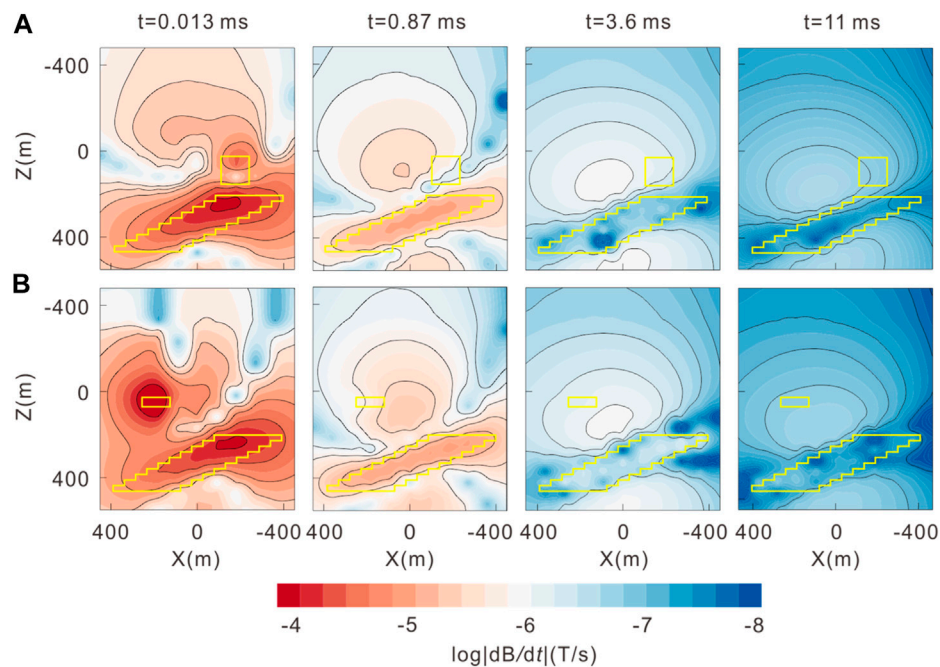 A
t=0.013 ms t=0.87 ms t=3.6 ms t=11 ms
-400
0
400
Z(m)
B
-400
0
400
Z(m)
400 0 -400 400 0 -400 400 0 -400 400 0 -400
X(m) X(m) X(m) X(m)
-4 -5 -6 -7 -8
log|dB/dt|(T/s)